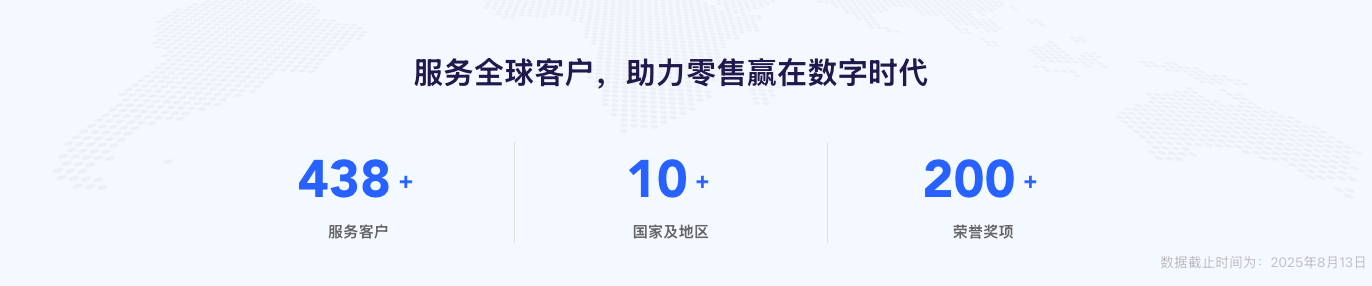 服务全球客户，助力零售赢在数字时代
438 +
10 +
200 +
服务客户
国家及地区
荣誉奖项
数据截止时间为：2025年8月13日